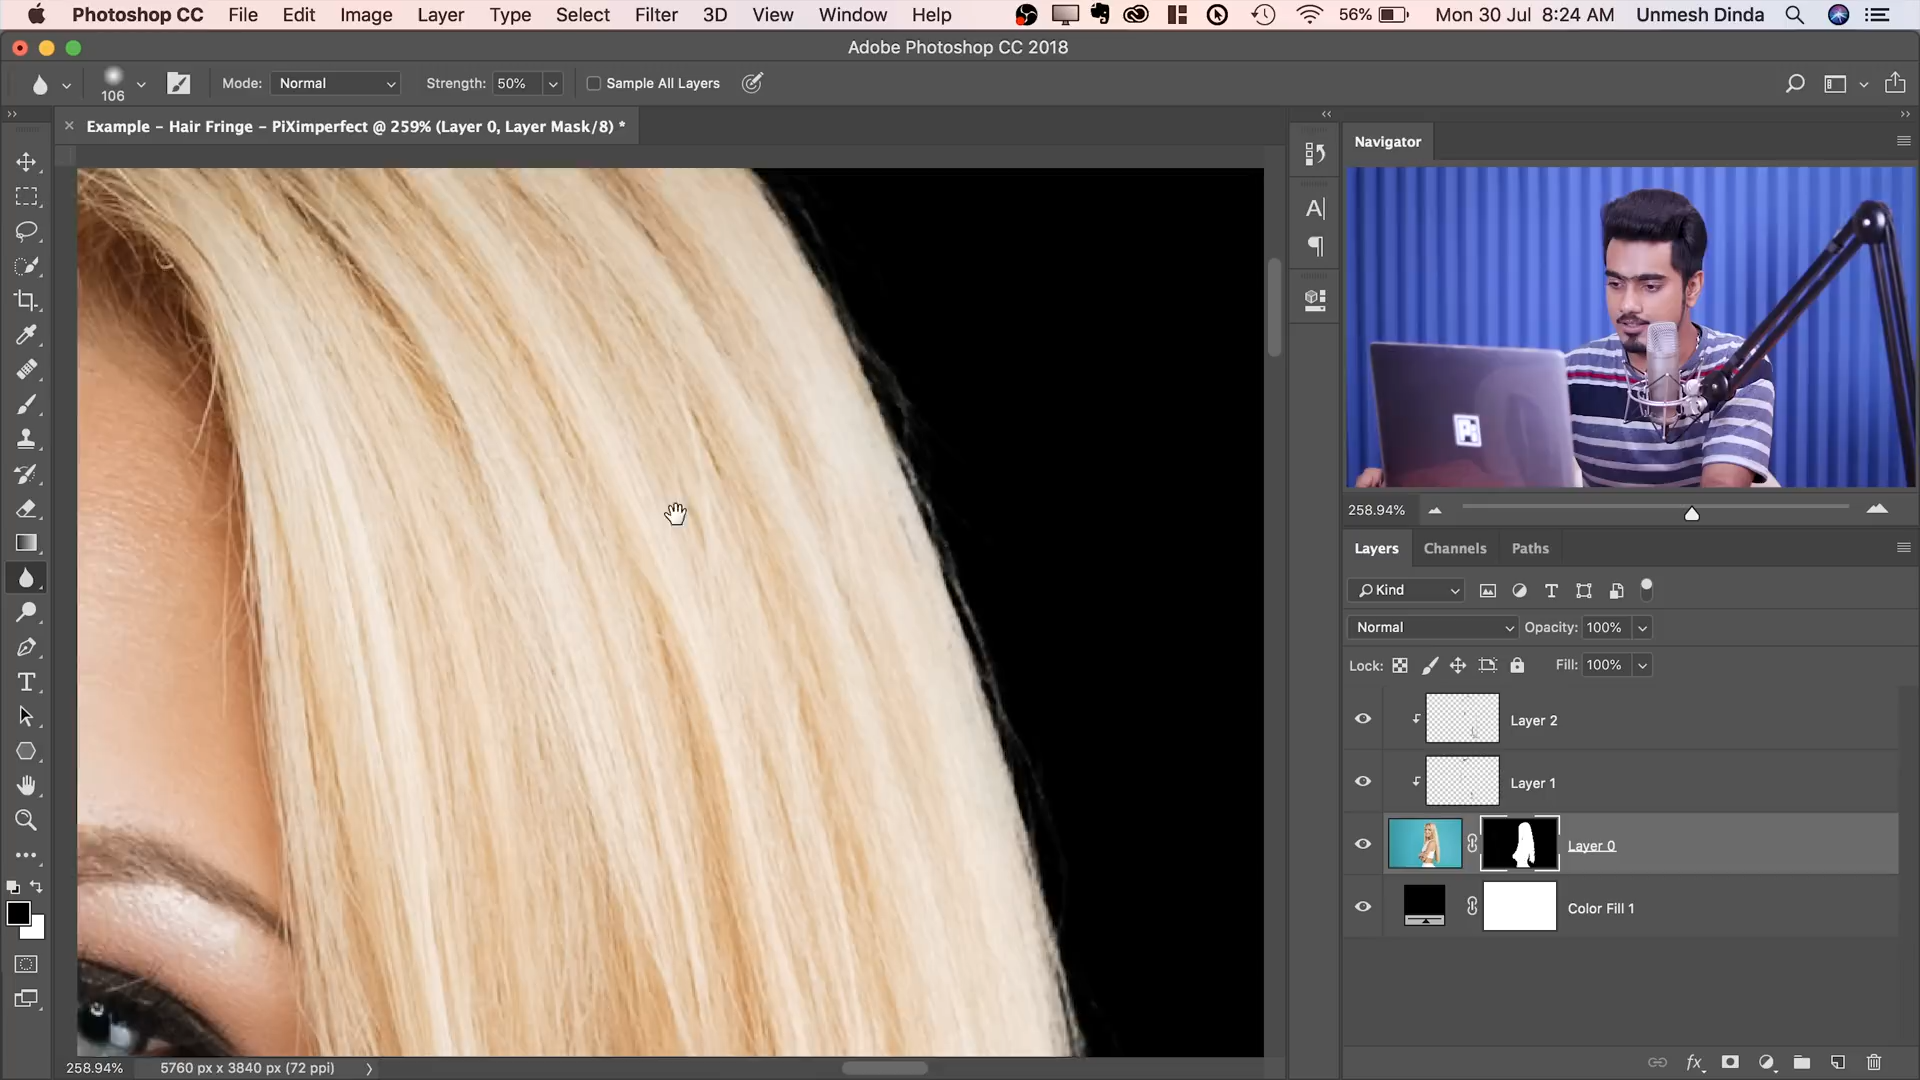 Photoshop CC File Edit Image Layer Type Select Filter 3D View Window Help 56% Mon 30 Jul 8:24 AM Unmesh Dinda
Adobe Photoshop CC 2018
106 Mode: Normal Strength: 50% Sample All Layers
Example - Hair Fringe - PiXimperfect @ 259% (Layer 0, Layer Mask/8) *
Navigator
258.94%
Layers Channels Paths
Kind
Normal Opacity: 100%
Lock: Fill: 100%
Layer 2
Layer 1
Layer 0
Color Fill 1
258.94% 5760 px x 3840 px (72 ppi)